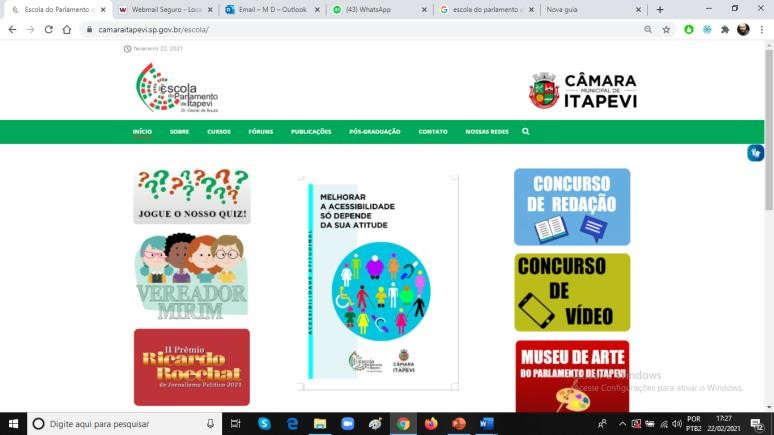 Escola do Parlamento d
Webmail Seguro - Loca
Email – M D – Outlook
(43) WhatsApp
escola do parlamento d
Nova guia
camaraitapevi.sp.gov.br/escola/
fevereiro 22, 2021
escola
do Parlamento
de Itapevi
Dr. Osmar de Souza
CÂMARA
MUNICIPAL DE
ITAPEVI
INÍCIO SOBRE CURSOS FÓRUNS PUBLICAÇÕES PÓS-GRADUAÇÃO CONTATO NOSSAS REDES
JOGUE O NOSSO QUIZ!
VEREADOR
MIRIM
II Prêmio
Ricardo
Boechat
de Jornalismo Político 2021
MELHORAR
A ACESSIBILIDADE
SÓ DEPENDE
DA SUA ATITUDE
ACESSIBILIDADE ATITUDINAL
escola
do Parlamento
de Itapevi
CÂMARA
ITAPEVI
CONCURSO
DE REDAÇÃO
CONCURSO
DE
VÍDEO
MUSEU DE ARTE
DO PARLAMENTO DE ITAPEVI
Windows
Acesse Configurações para ativar o Windows.
Digite aqui para pesquisar
POR
PTB2
17:27
22/02/2021
12